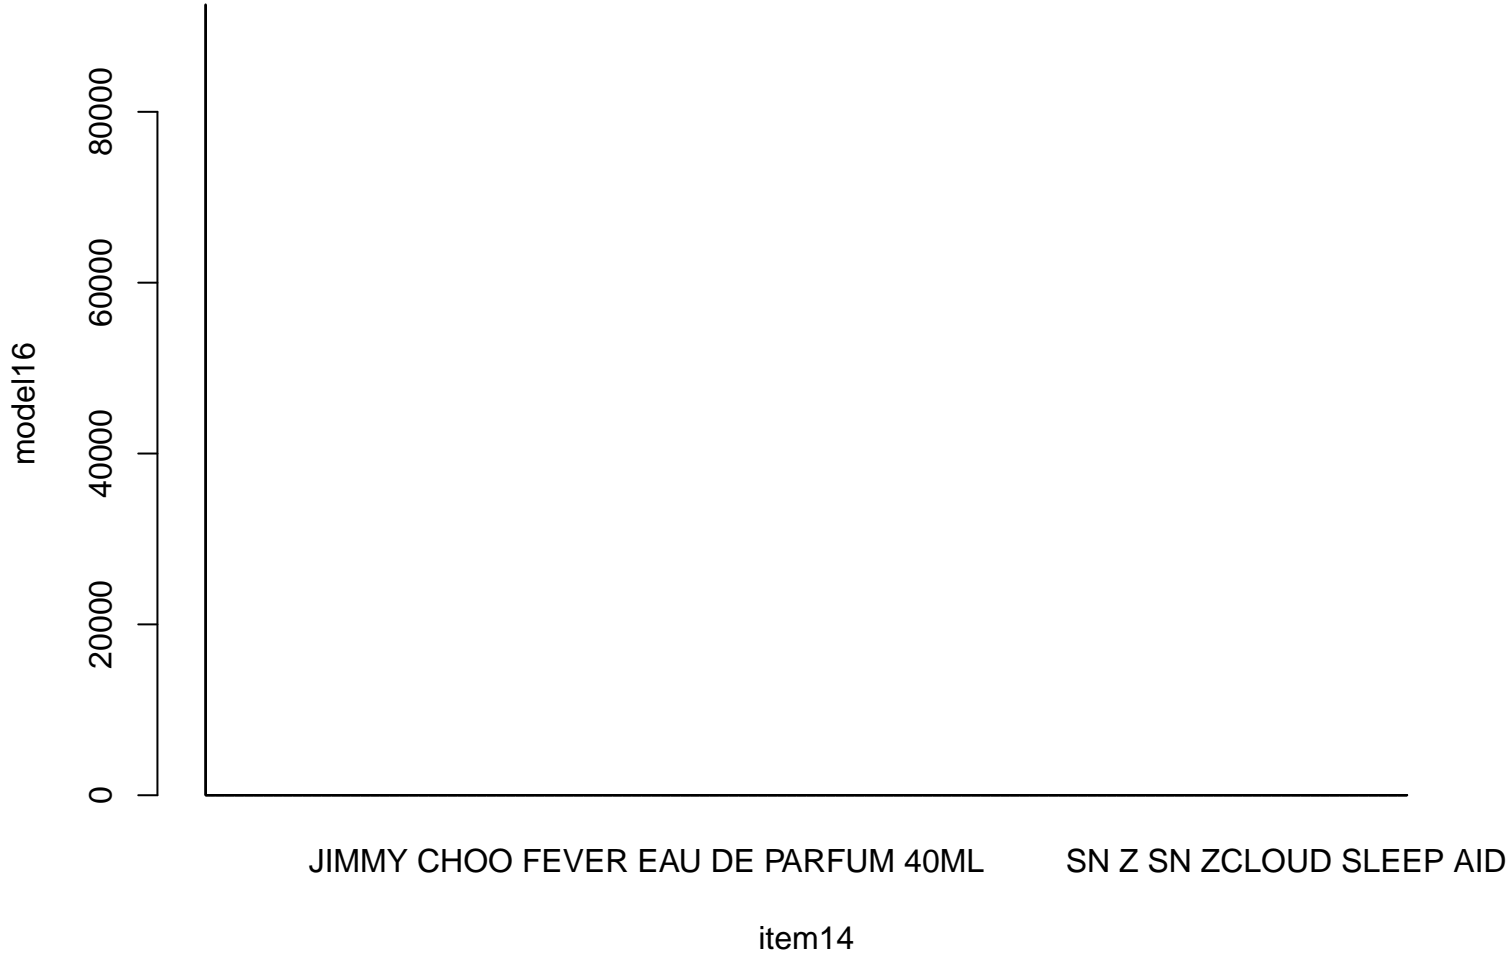 80000
60000
40000
20000
0
model16
JIMMY CHOO FEVER EAU DE PARFUM 40ML
SN Z SN ZCLOUD SLEEP AID
item14